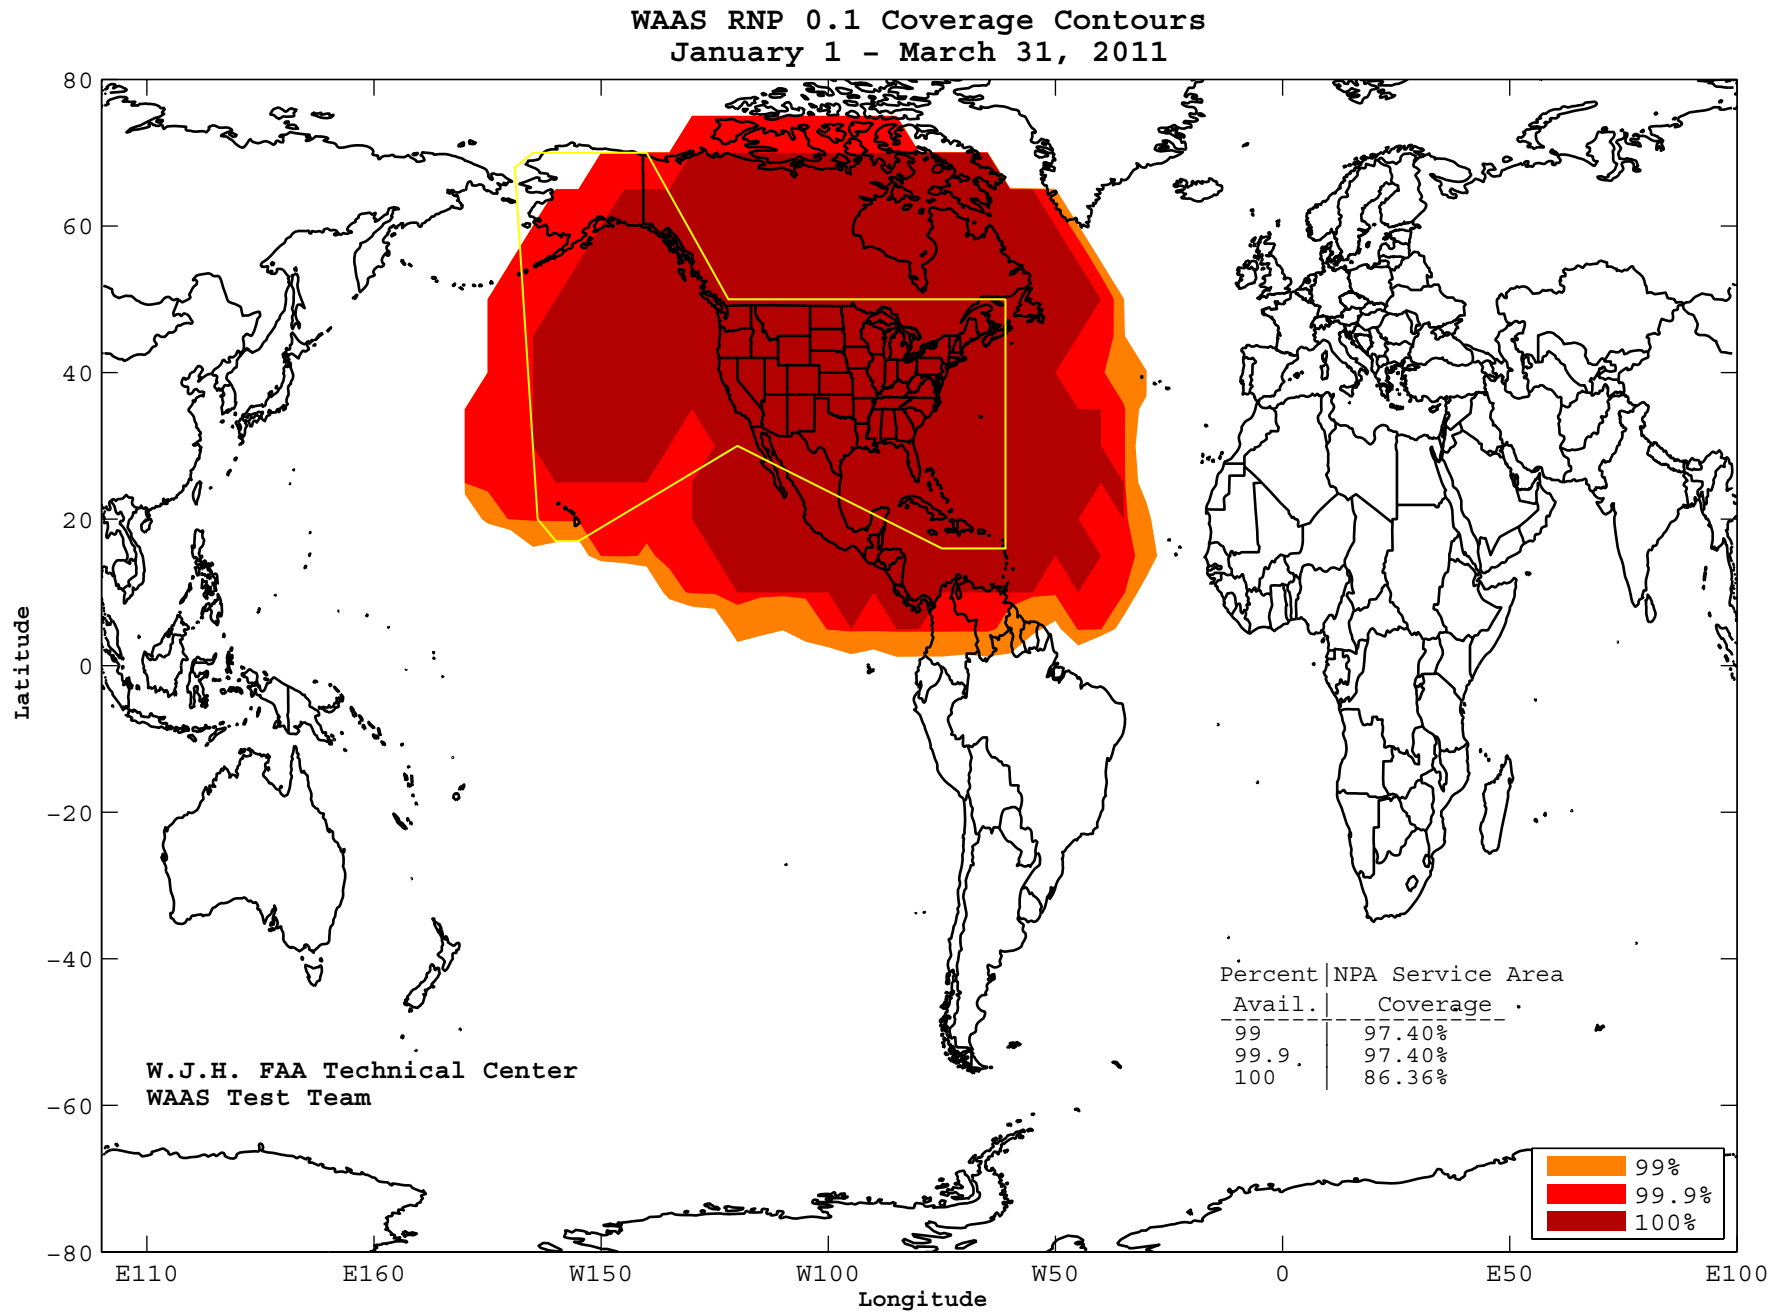 WAAS RNP 0.1 Coverage Contours
January 1 - March 31, 2011
80
60
40
20
0
-20
-40
-60
-80
Latitude
E110
E160
W150
W100
W50
0
E50
E100
Longitude
W.J.H. FAA Technical Center
WAAS Test Team
Percent|NPA Service Area
Avail.| Coverage
99 | 97.40%
99.9 | 97.40%
100 | 86.36%
99%
99.9%
100%